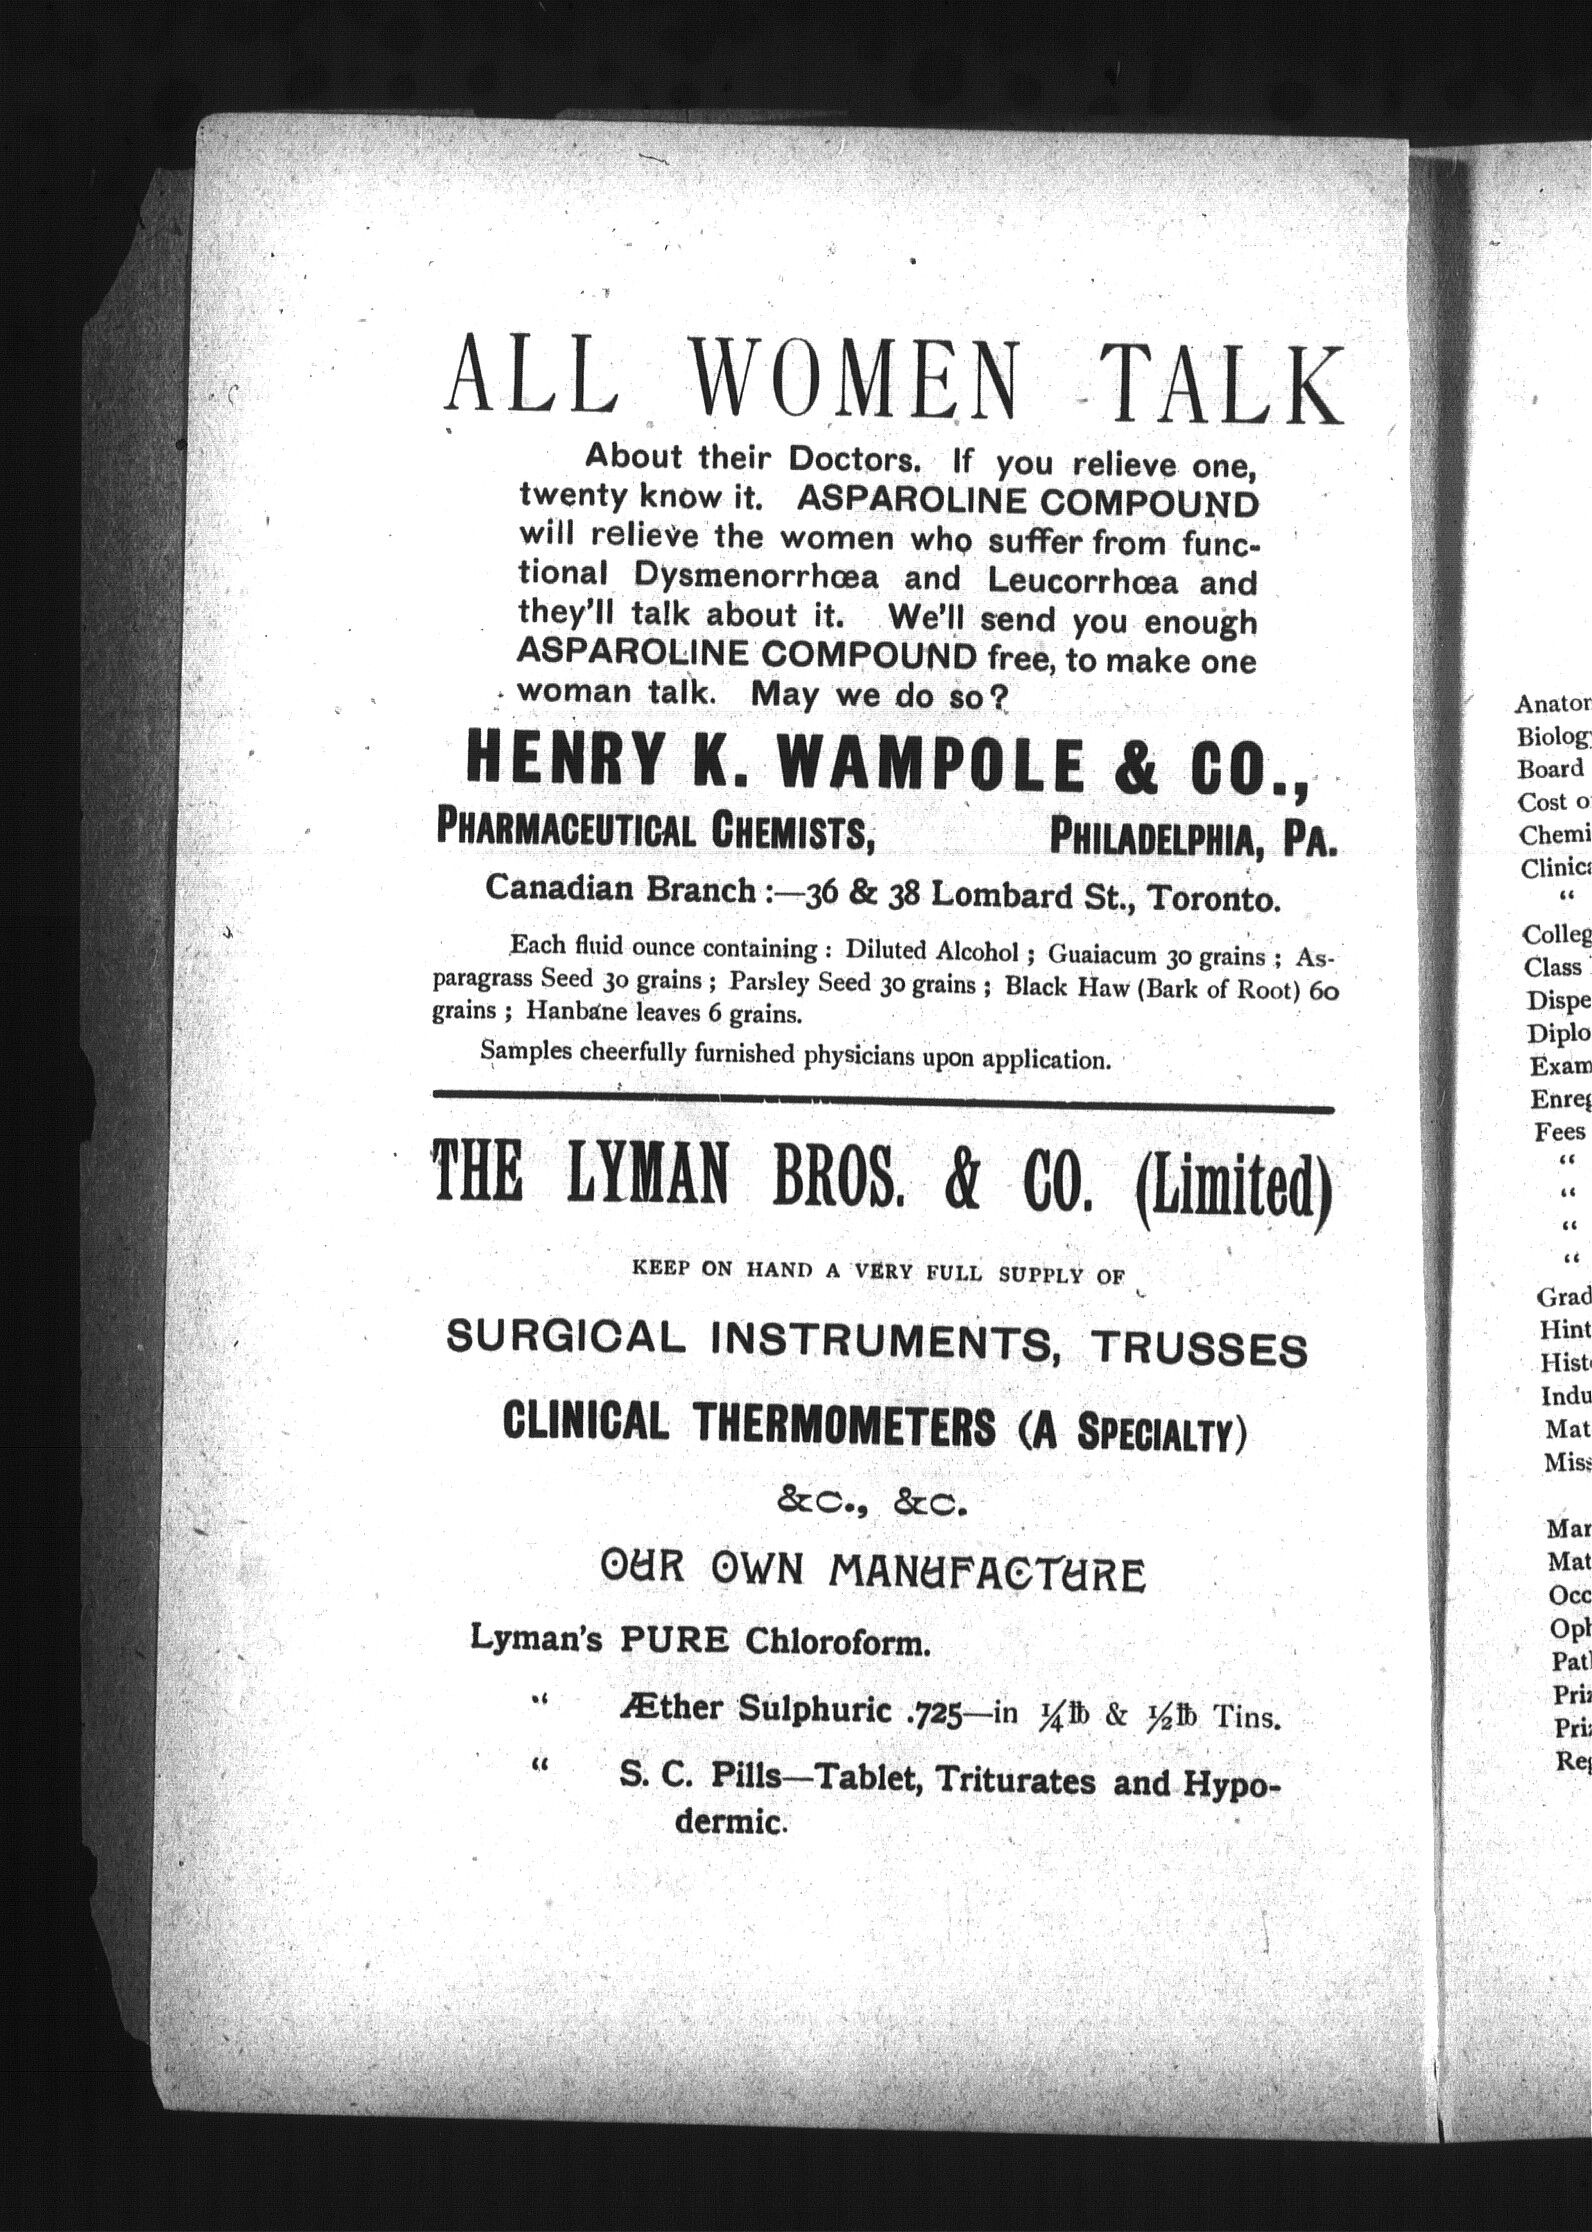 ALL WOMEN TALK
About their Doctors. If you relieve one,
twenty know it. ASPAROLINE COMPOUND
will relieve the women who suffer from func-
tional Dysmenorrhœa and Leucorrhœa and
they'll talk about it. We'll send you enough
ASPAROLINE COMPOUND free, to make one
woman talk. May we do so?
HENRY K. WAMPOLE & CO.,
PHARMACEUTICAL CHEMISTS, PHILADELPHIA, PA.
Canadian Branch :—36 & 38 Lombard St., Toronto.
Each fluid ounce containing : Diluted Alcohol ; Guaiacum 30 grains ; As-
paragrass Seed 30 grains ; Parsley Seed 30 grains ; Black Haw (Bark of Root) 60
grains ; Hanbane leaves 6 grains.
Samples cheerfully furnished physicians upon application.
THE LYMAN BROS. & CO. (Limited)
KEEP ON HAND A VERY FULL SUPPLY OF
SURGICAL INSTRUMENTS, TRUSSES
CLINICAL THERMOMETERS (A SPECIALTY)
&c., &c.
OUR OWN MANUFACTURE
Lyman's PURE Chloroform.
" Æther Sulphuric .725—in ¼ ℔ & ½ ℔ Tins.
" S. C. Pills—Tablet, Triturates and Hypo-
dermic.
Anator
Biolog
Board
Cost o
Chemi
Clinica
"
Colleg
Class
Dispe
Diplo
Exam
Enreg
Fees
"
"
"
"
Grad
Hint
Hist
Indu
Mat
Miss
Mar
Mat
Occ
Oph
Pat
Priz
Priz
Reg